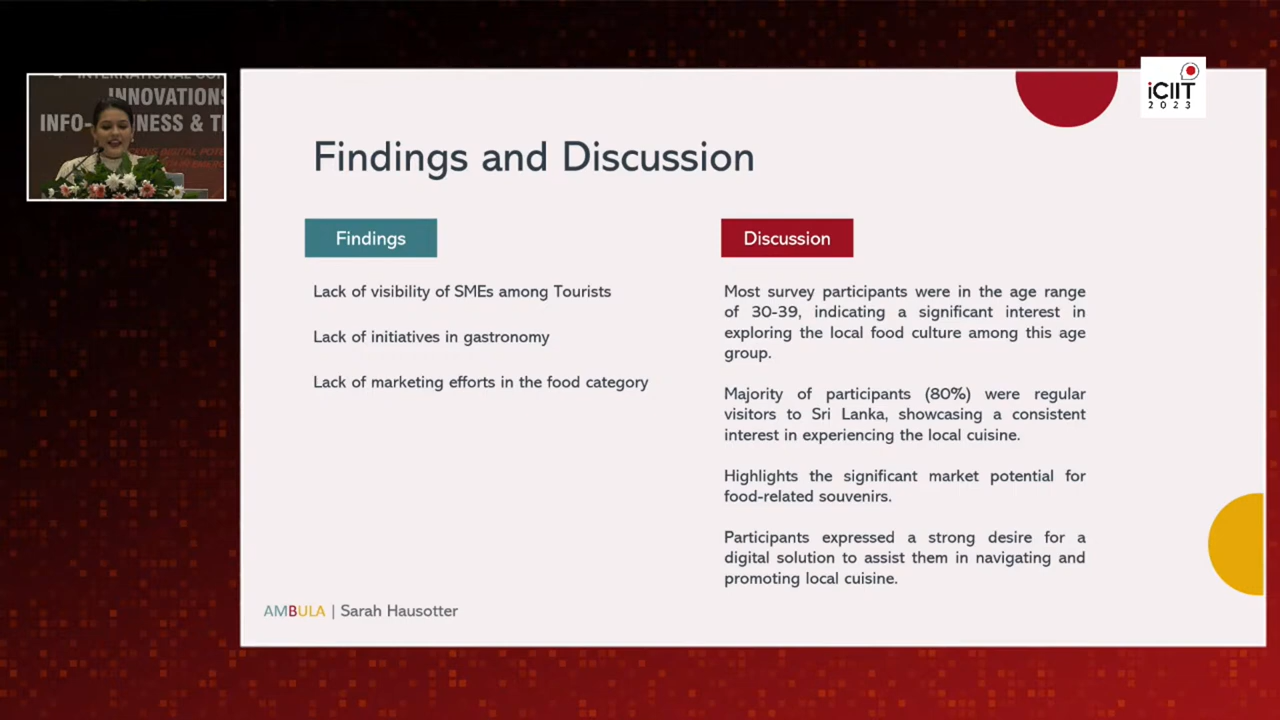 INTERNATIONAL
INNOVATIONS
INFO-
& T
iCIIT
2023
Findings and Discussion
Findings
Lack of visibility of SMEs among Tourists
Lack of initiatives in gastronomy
Lack of marketing efforts in the food category
Discussion
Most survey participants were in the age range
of 30-39, indicating a significant interest in
exploring the local food culture among this age
group.
Majority of participants (80%) were regular
visitors to Sri Lanka, showcasing a consistent
interest in experiencing the local cuisine.
Highlights the significant market potential for
food-related souvenirs.
Participants expressed a strong desire for a
digital solution to assist them in navigating and
promoting local cuisine.
AMBULA | Sarah Hausotter